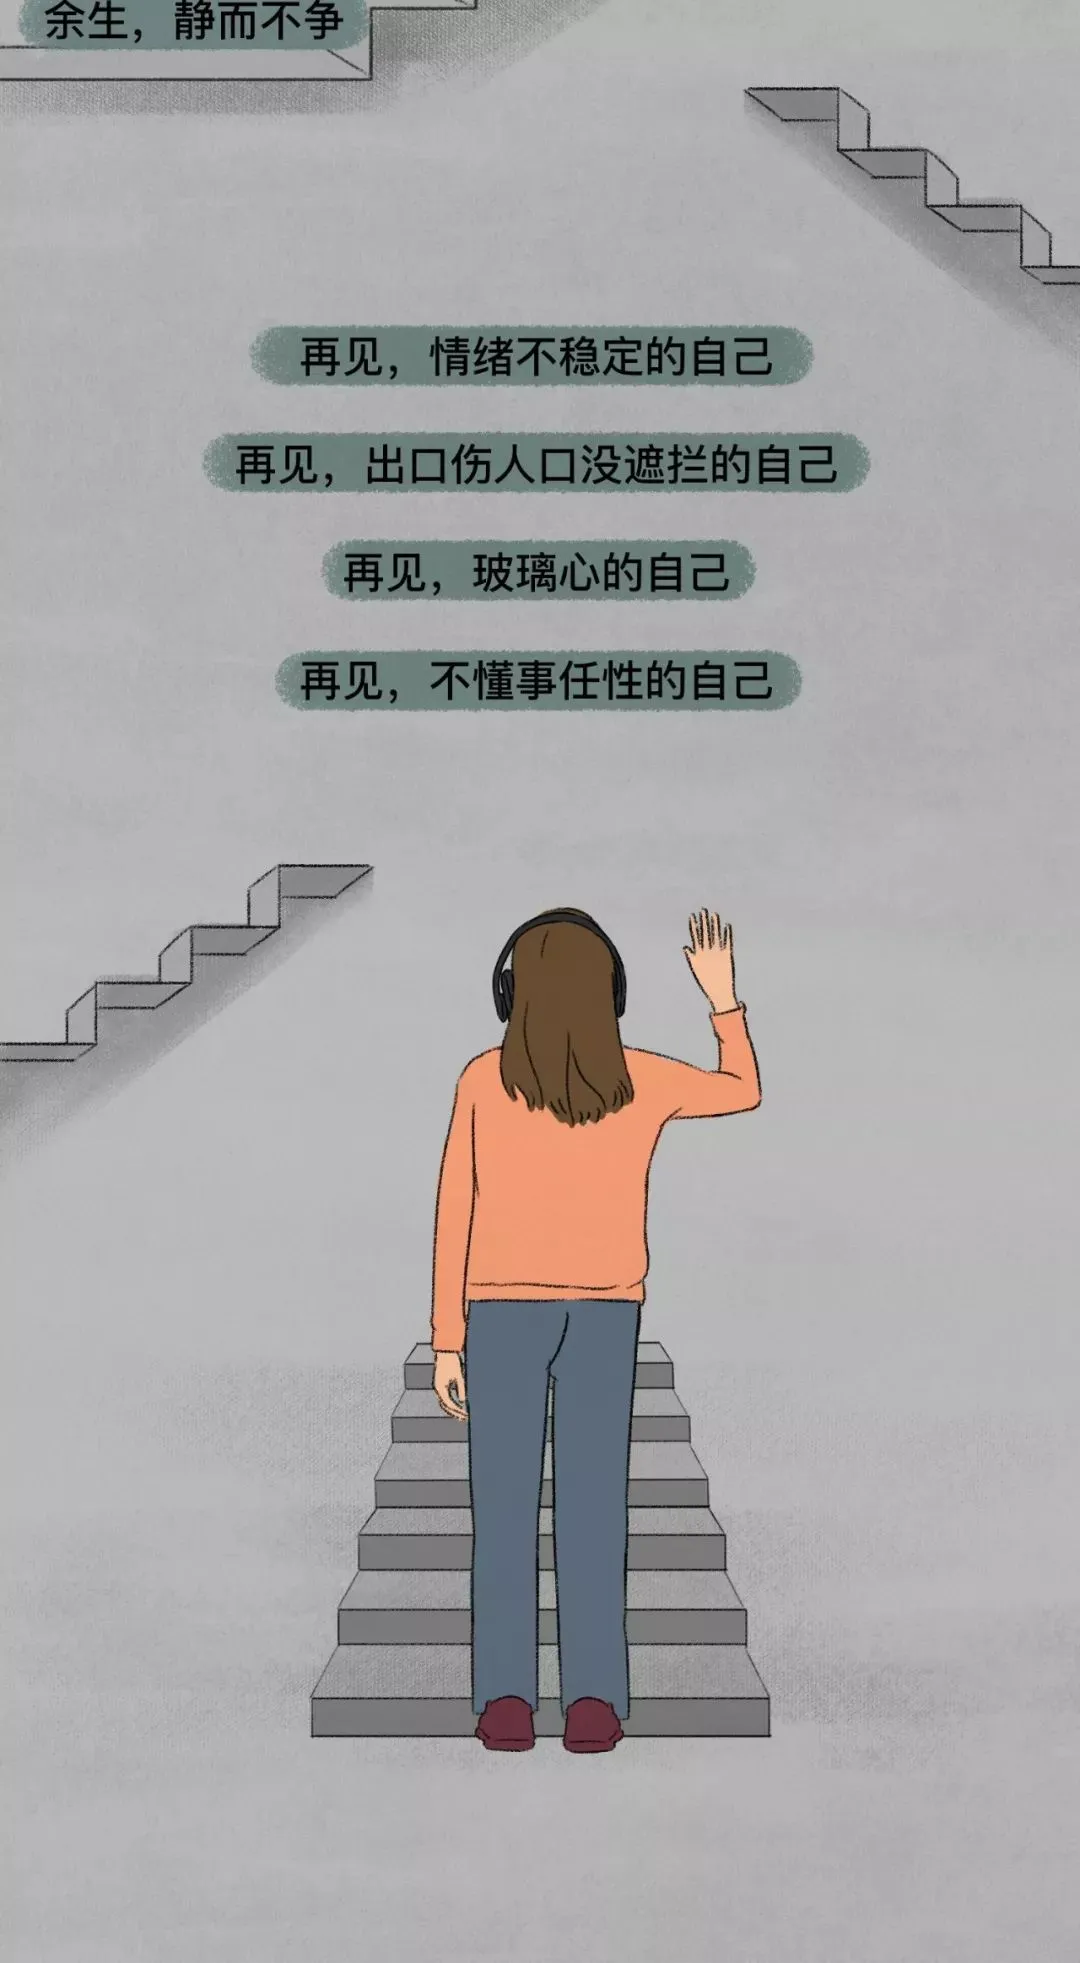 余生，静而不争
再见，情绪不稳定的自己
再见，出口伤人口没遮拦的自己
再见，玻璃心的自己
再见，不懂事任性的自己